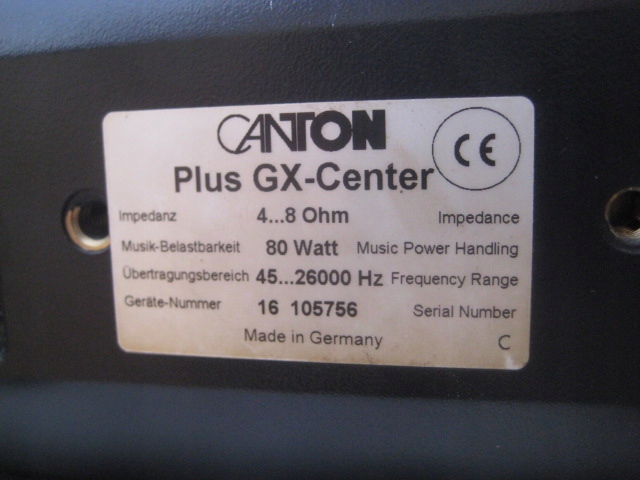 CANTON
CE
Plus GX-Center
Impedanz 4...8 Ohm Impedance
Musik-Belastbarkeit 80 Watt Music Power Handling
Übertragungsbereich 45...26000 Hz Frequency Range
Geräte-Nummer 16 105756 Serial Number
Made in Germany C